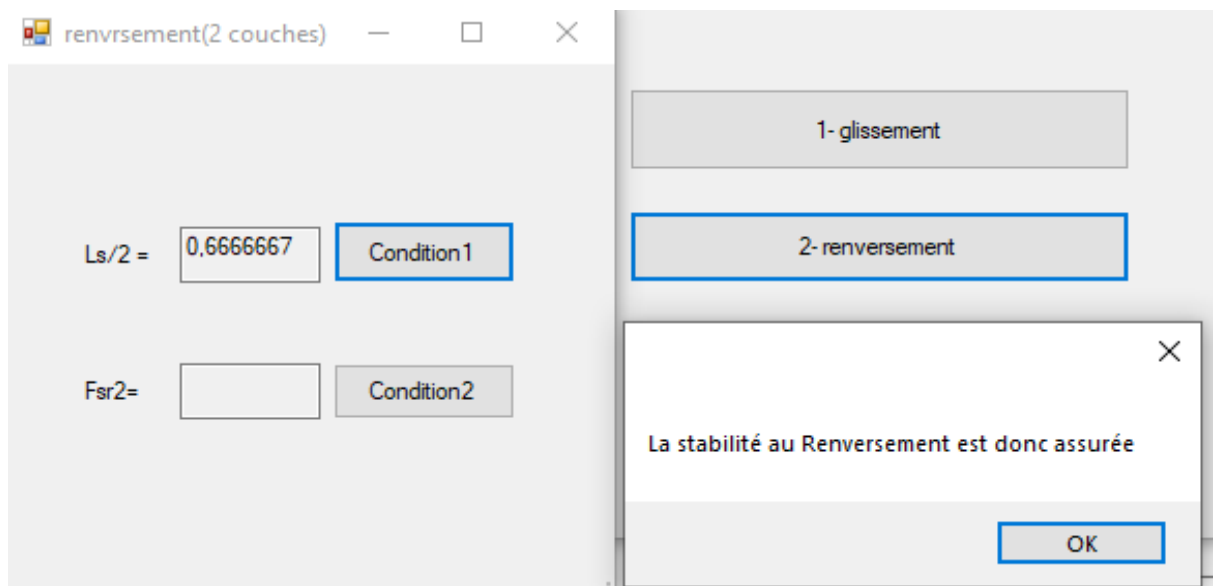 renvrsement(2 couches)
1- glissement
Ls/2 =
0,6666667
Condition1
2- renversement
Fsr2=
Condition2
La stabilité au Renversement est donc assurée
OK